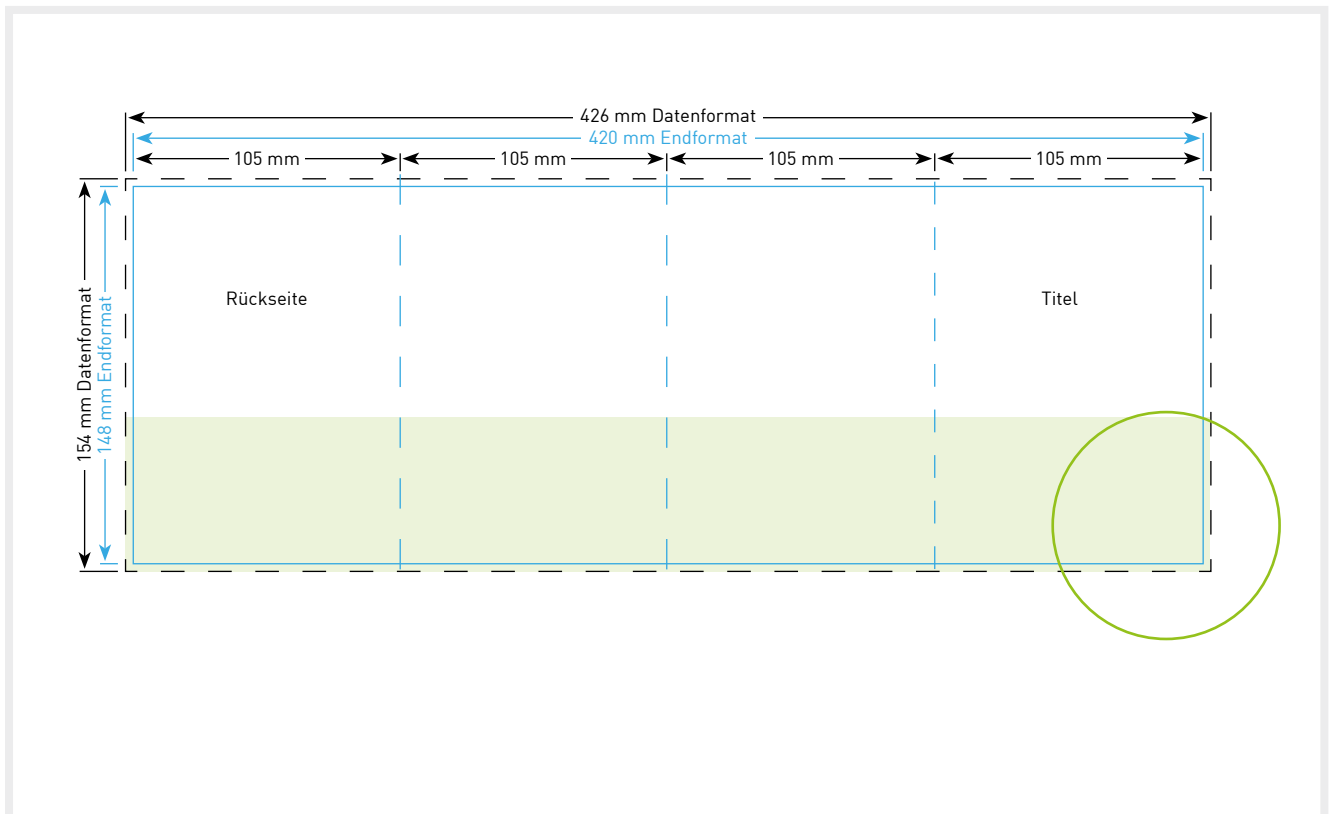 426 mm Datenformat
420 mm Endformat
105 mm
105 mm
105 mm
105 mm
154 mm Datenformat
148 mm Endformat
Rückseite
Titel